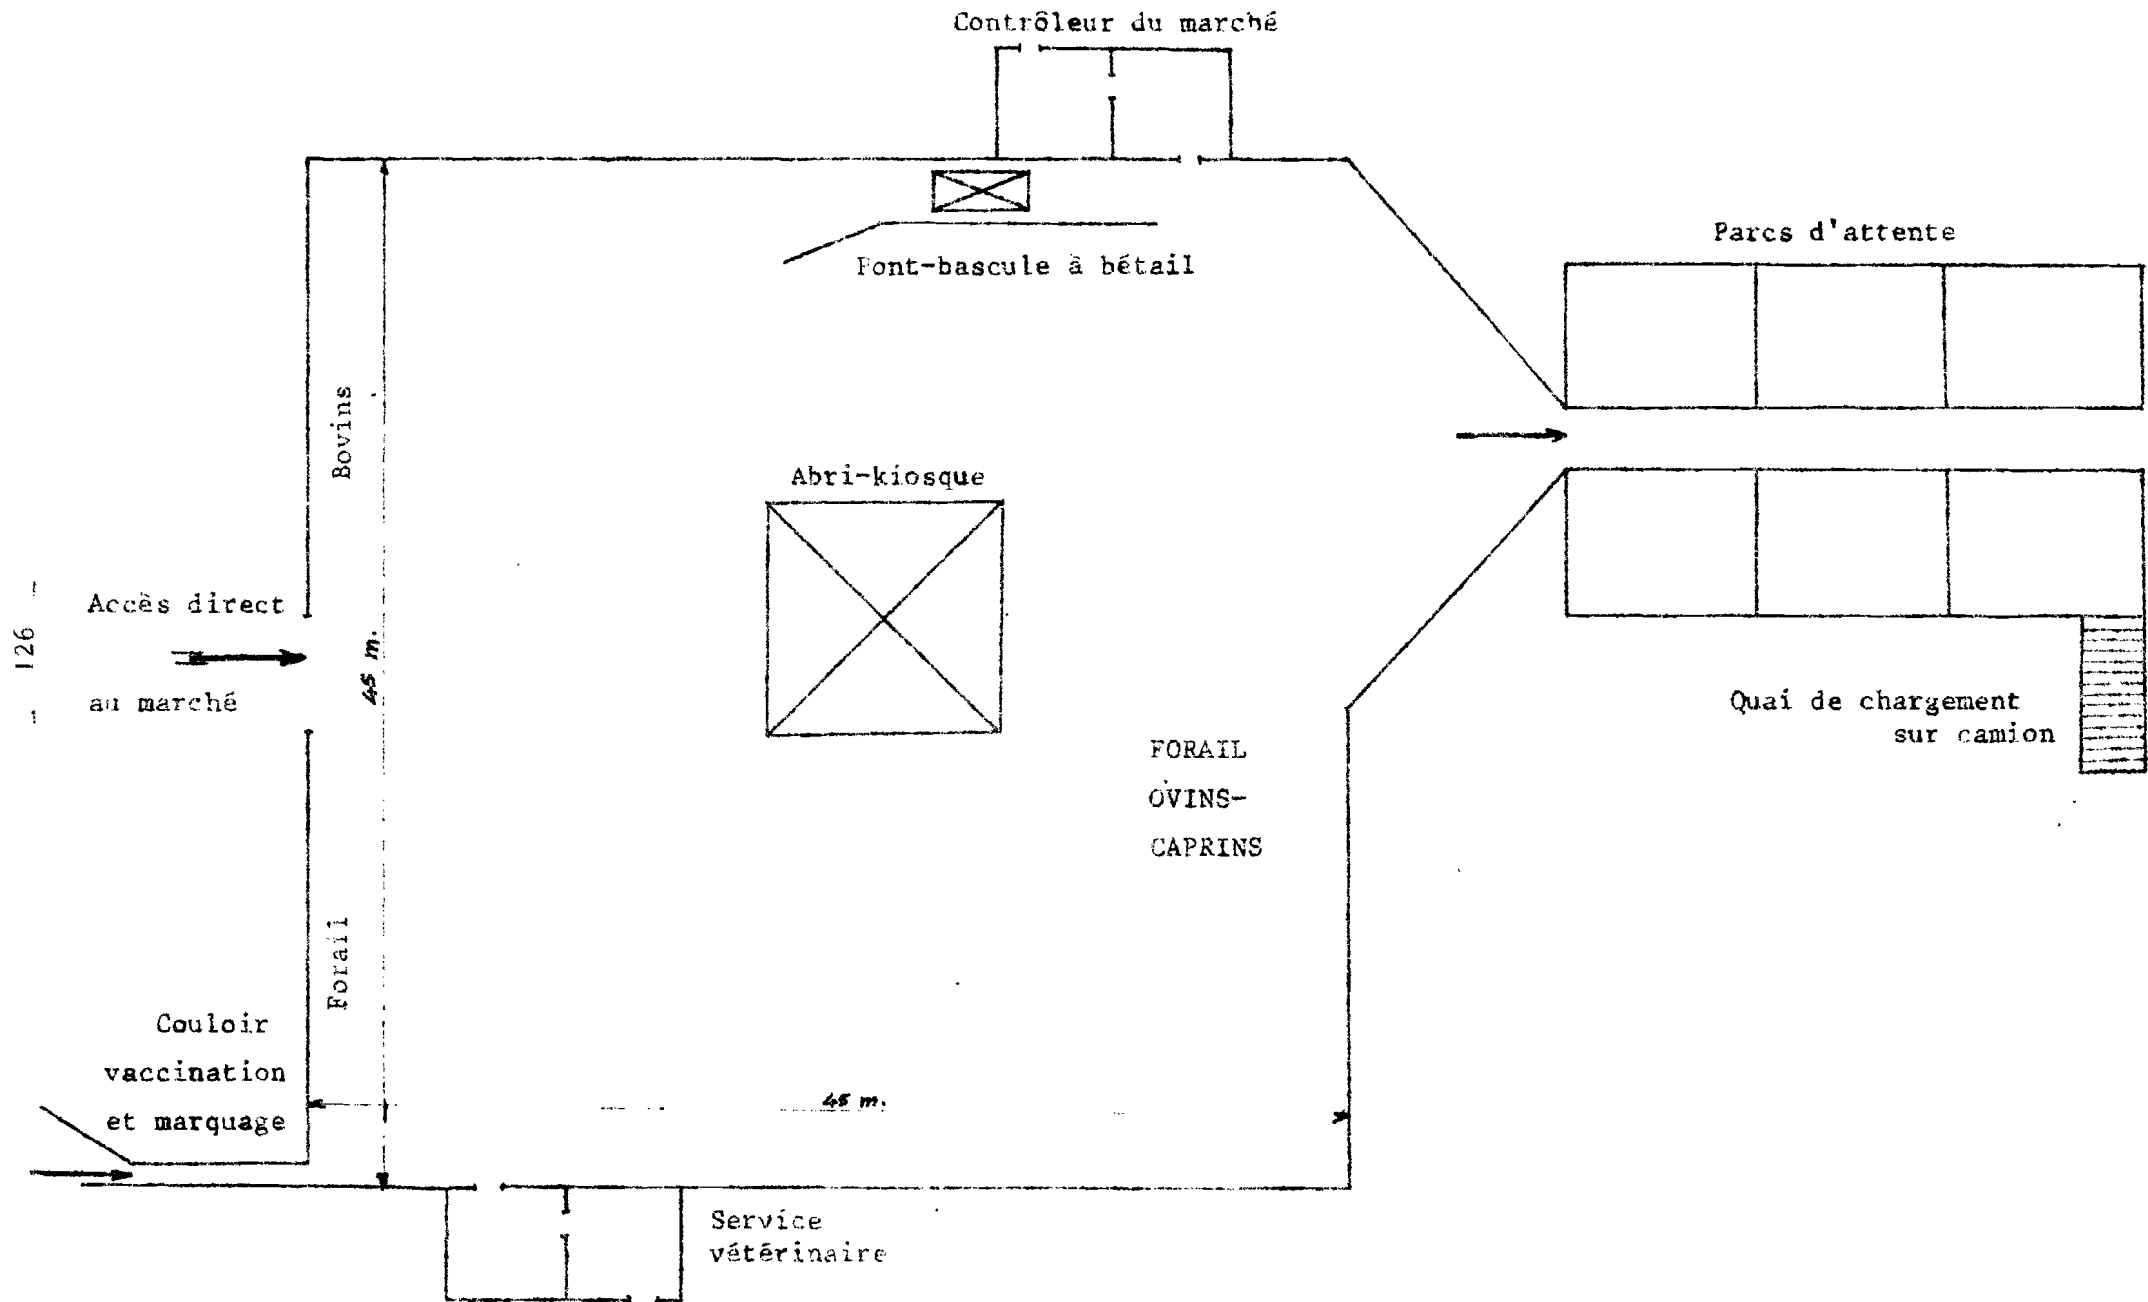 Contrôleur du marché
Font-bascule à bétail
Parcs d'attente
Bovins
Abri-kiosque
Accès direct
au marché
45 m.
- 126 -
Quai de chargement
sur camion
FORAIL
OVINS-
CAPRINS
Forail
Couloir
vaccination
et marquage
45 m.
Service
vétérinaire